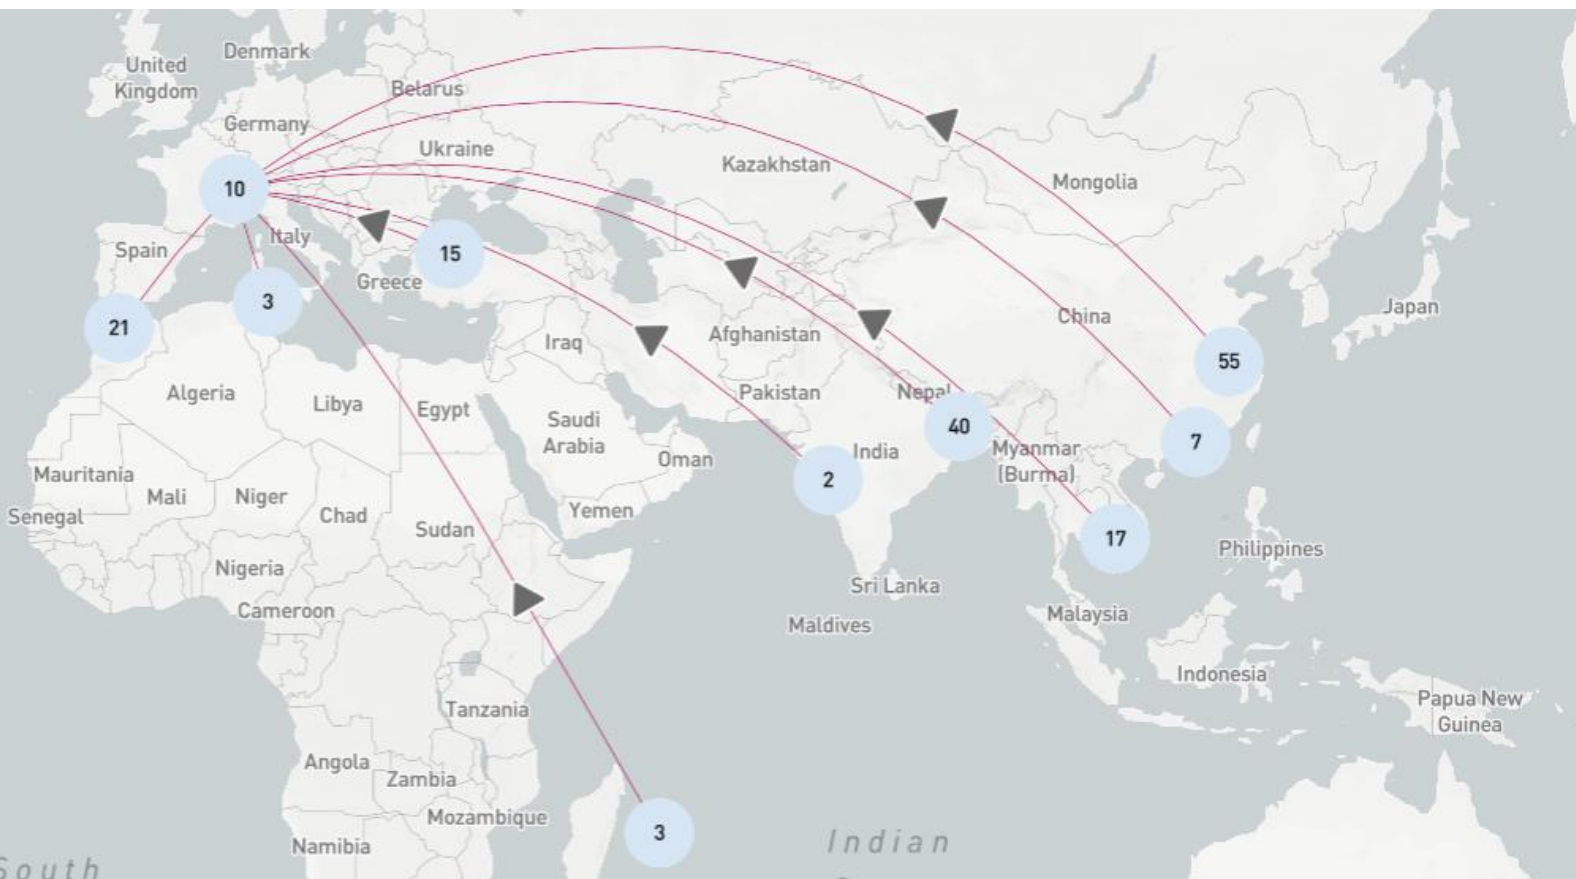 Denmark
United
Kingdom
Belarus
Germany
Ukraine
Kazakhstan
Mongolia
10
Spain
Italy
15
Greece
3
21
Iraq
Afghanistan
China
Japan
55
Algeria
Libya
Egypt
Pakistan
Nepal
Saudi
Arabia
40
7
India
Myanmar
(Burma)
Oman
2
Mauritania
Mali
Niger
Chad
Senegal
Sudan
Yemen
17
Philippines
Nigeria
Sri Lanka
Cameroon
Maldives
Malaysia
Indonesia
Tanzania
Papua New
Guinea
Angola
Zambia
Mozambique
3
Namibia
Indian
South